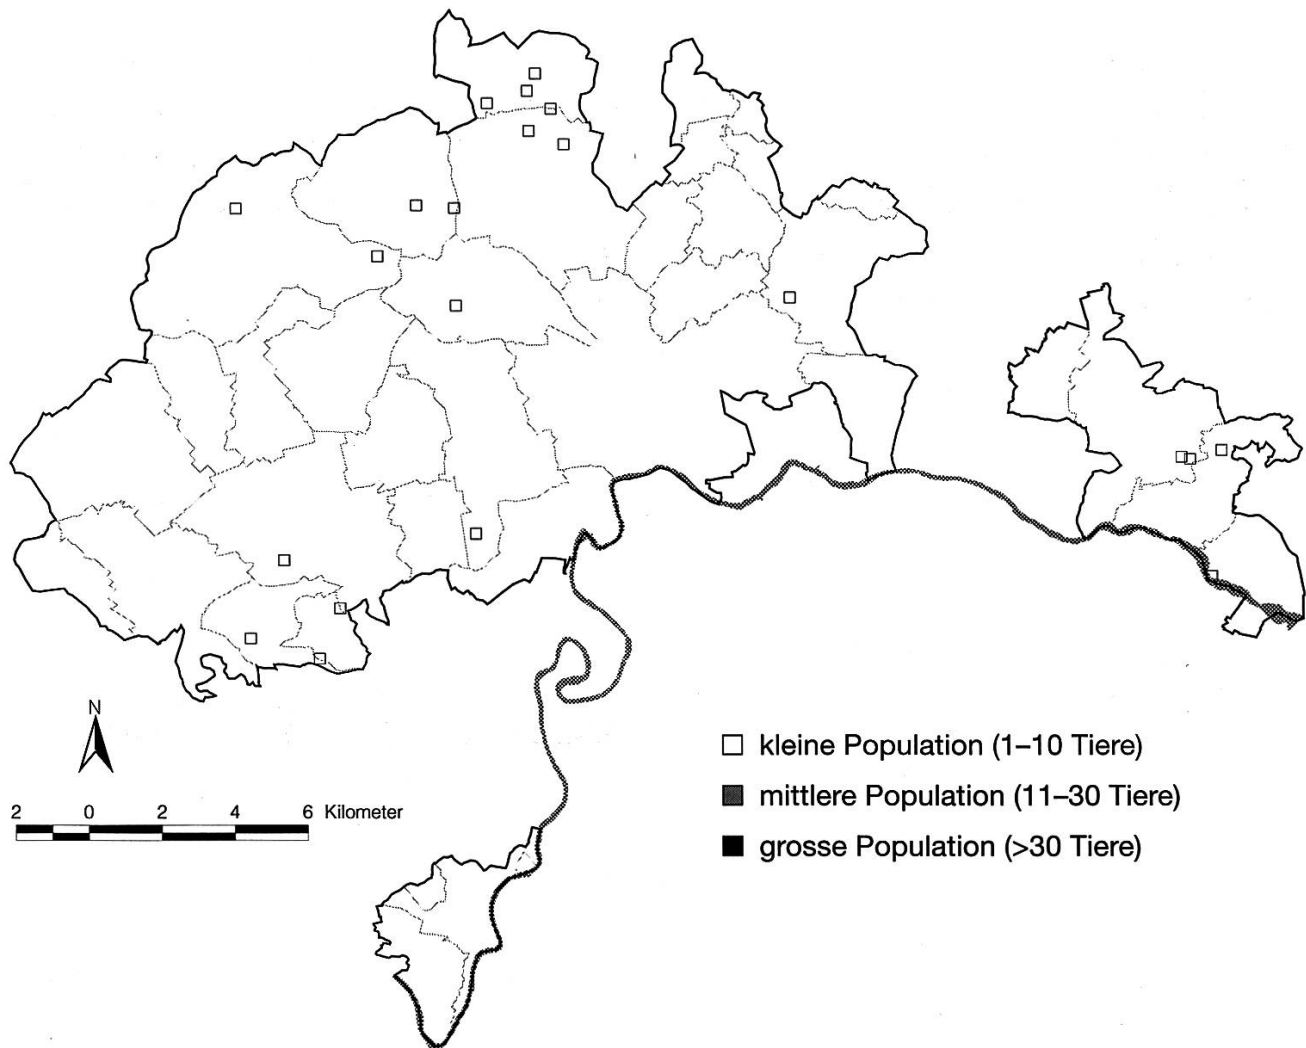 N
2 0 2 4 6 Kilometer
kleine Population (1–10 Tiere)
mittlere Population (11–30 Tiere)
grosse Population (>30 Tiere)